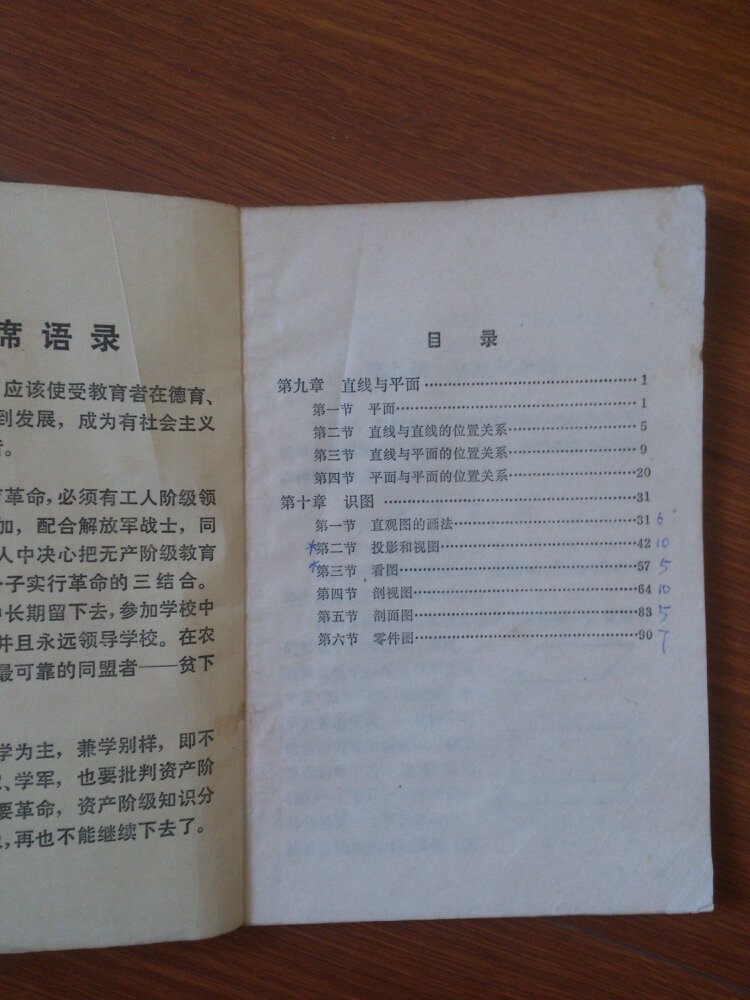 席语录
应该使受教育者在德育、
到发展，成为有社会主义
育革命，必须有工人阶级领
加，配合解放军战士，同
人中决心把无产阶级教育
分子实行革命的三结合。
中长期留下去，参加学校中
并且永远领导学校。在农
最可靠的同盟者——贫下
学为主，兼学别样，即不
、学军，也要批判资产阶
要革命，资产阶级知识分
，再也不能继续下去了。
目 录
第九章 直线与平面……1
第一节 平面……1
第二节 直线与直线的位置关系……5
第三节 直线与平面的位置关系……9
第四节 平面与平面的位置关系……20
第十章 识图……31
第一节 直观图的画法……31 6
*第二节 投影和视图……42 10
*第三节 看图……57 5
第四节 剖视图……64 10
第五节 剖面图……83 5
第六节 零件图……90 7